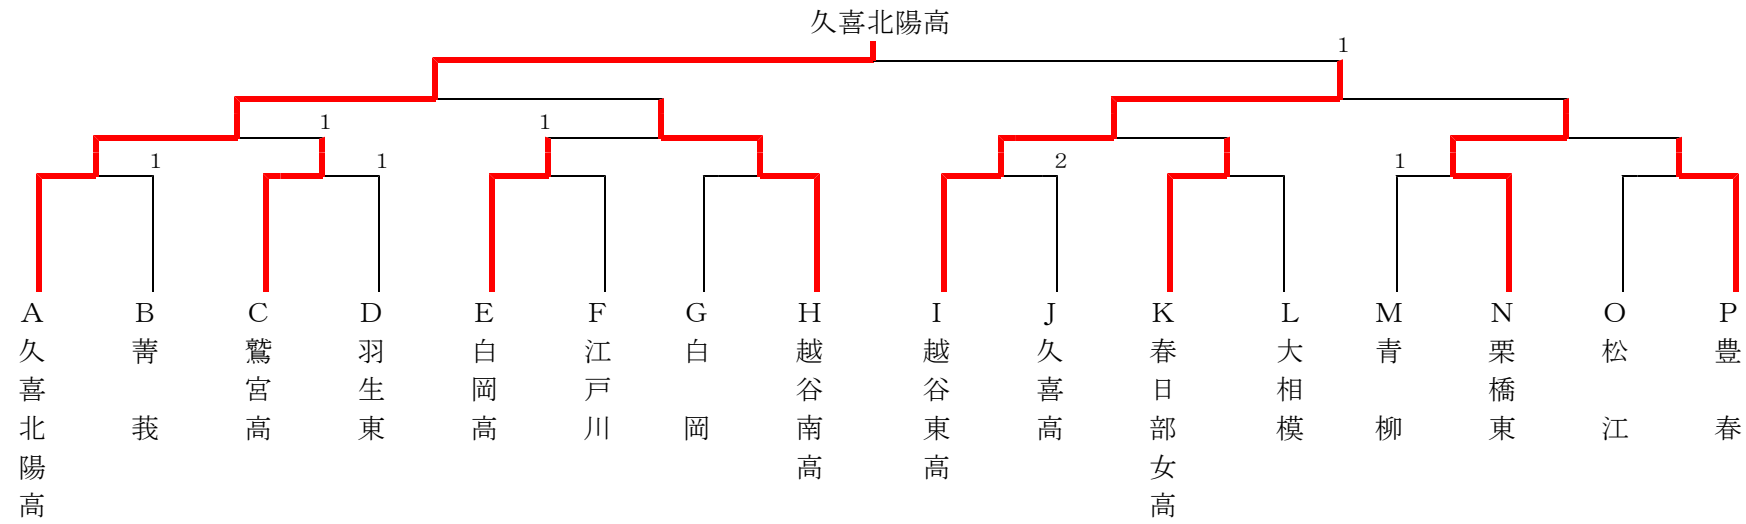 久喜北陽高
1
1
1
1
1
2
1
A
B
C
D
E
F
G
H
I
J
K
L
M
N
O
P
久喜北陽高
菁莪
鷲宮高
羽生東
白岡高
江戸川
白岡
越谷南高
越谷東高
久喜高
春日部女高
大相模
青柳
栗橋東
松江
豊春